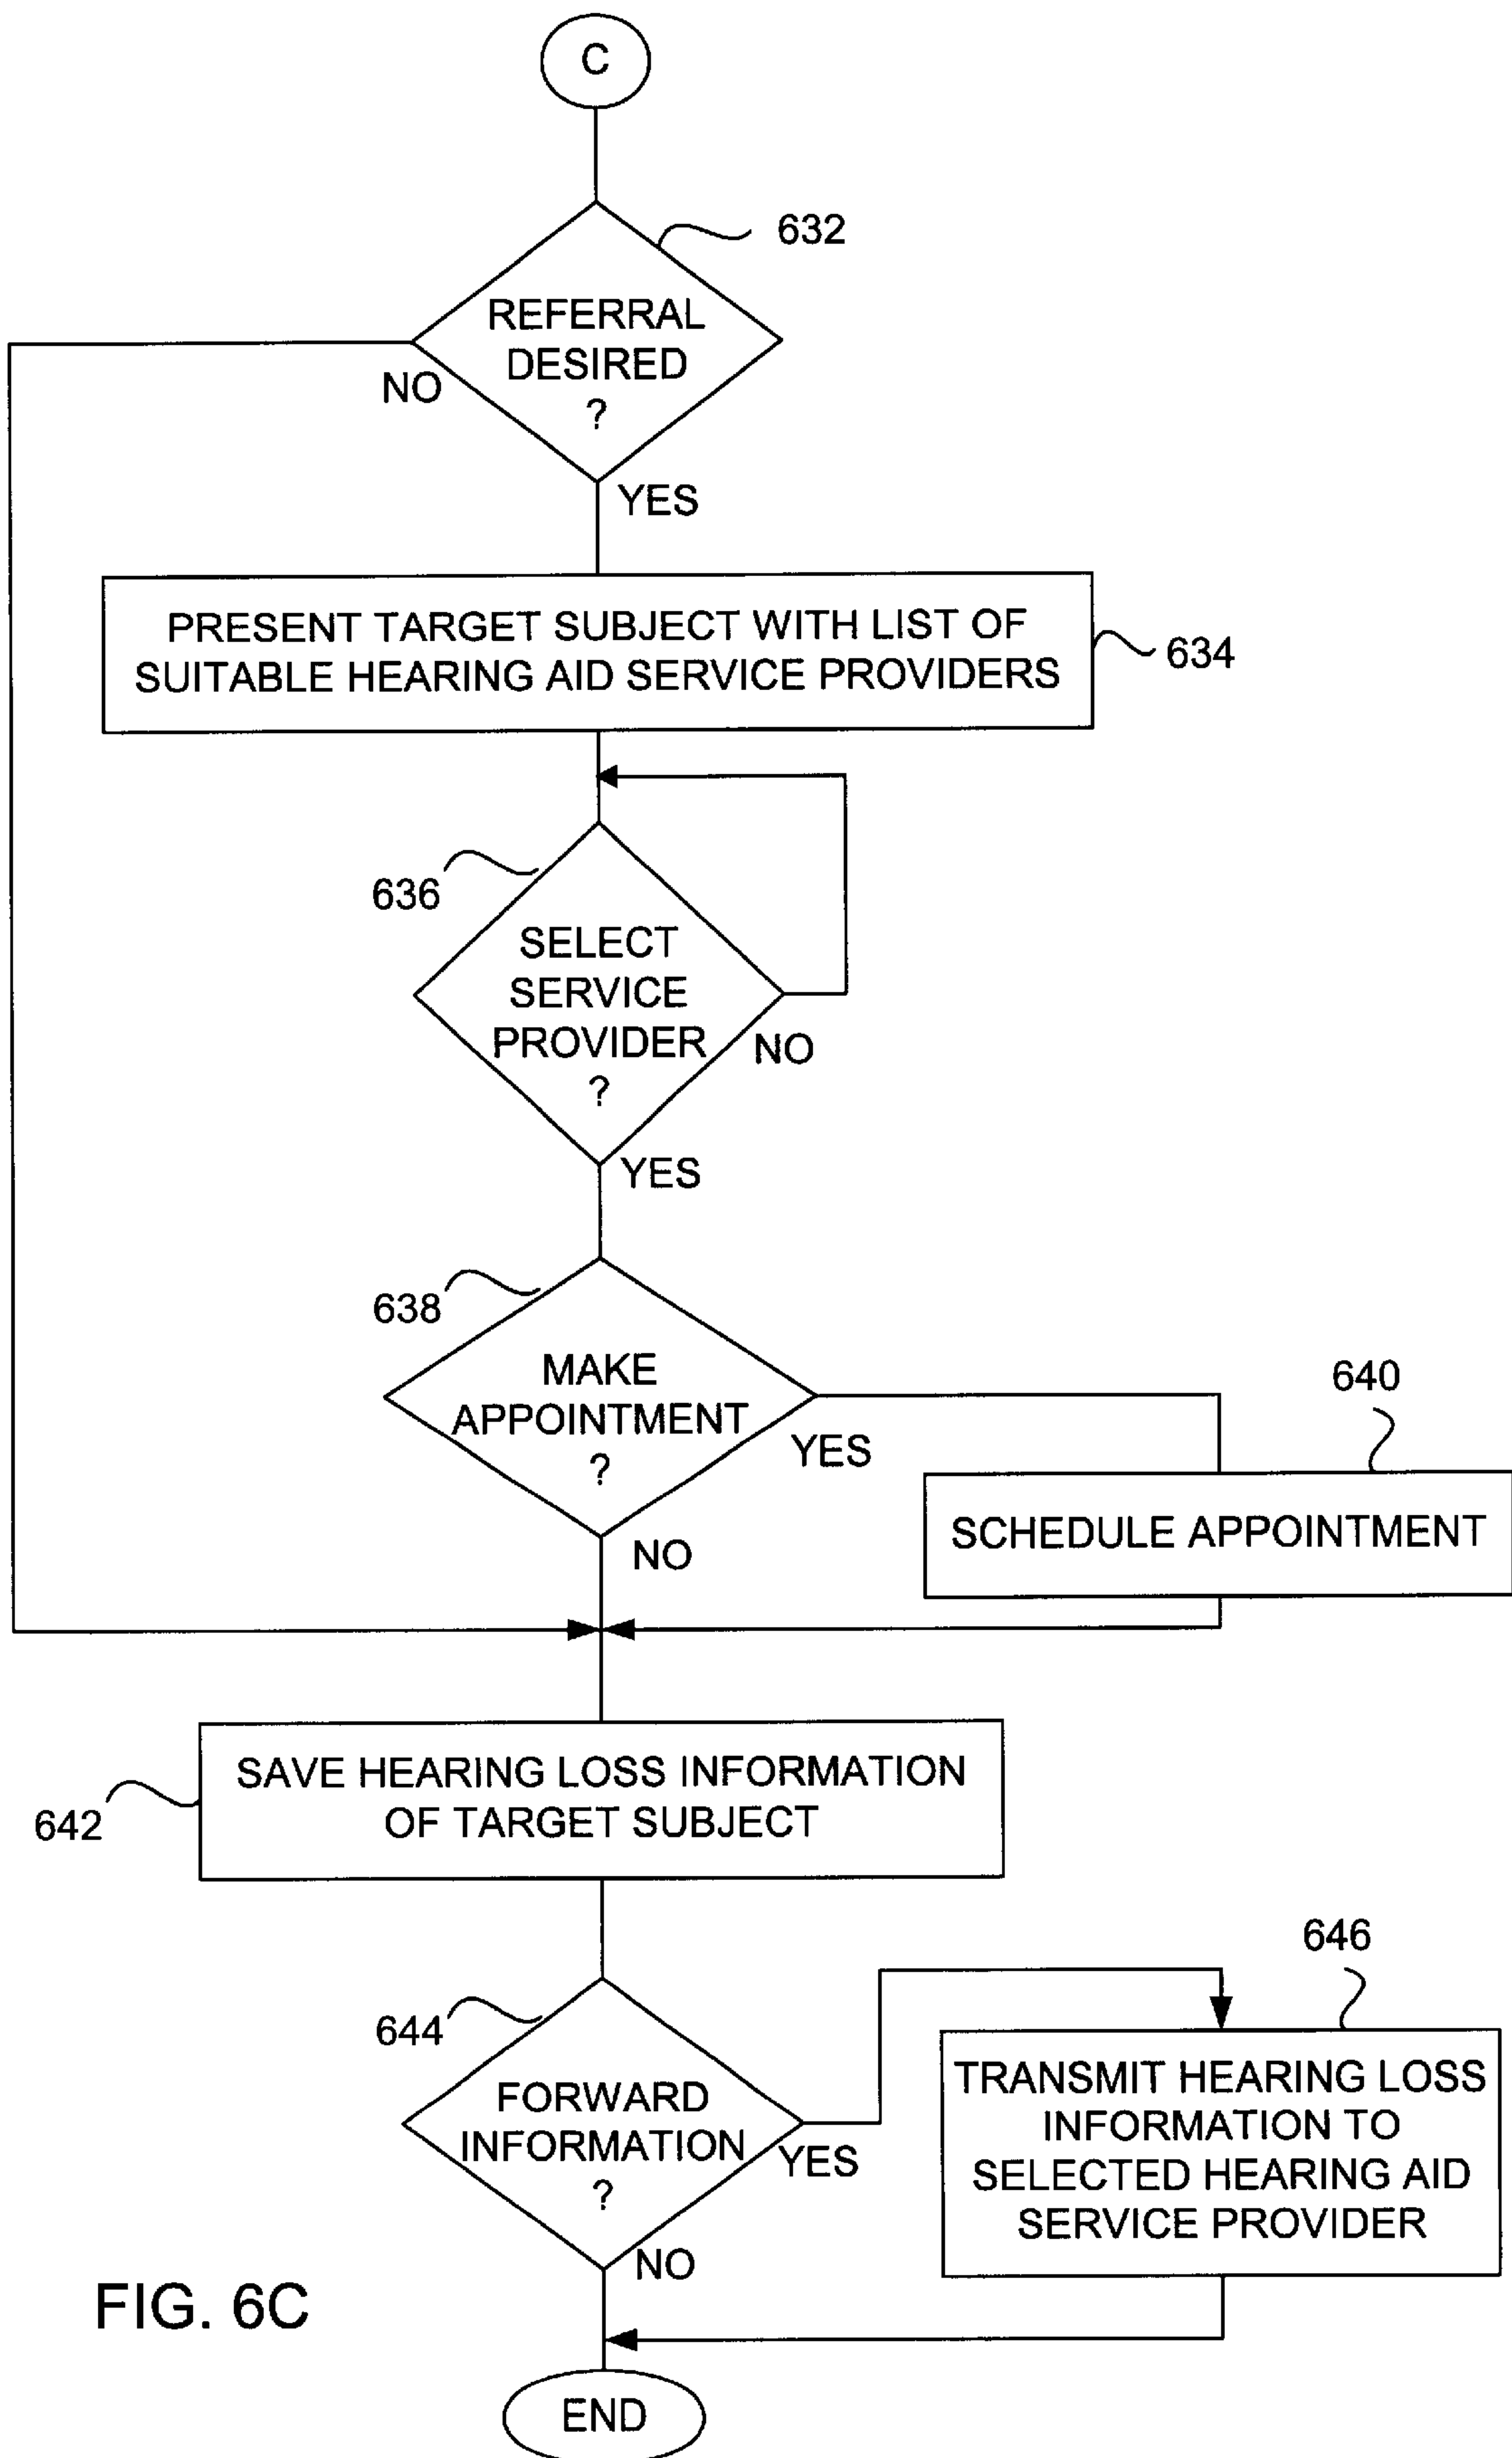 C
632
REFERRAL
DESIRED
?
NO
YES
PRESENT TARGET SUBJECT WITH LIST OF
SUITABLE HEARING AID SERVICE PROVIDERS
634
636
SELECT
SERVICE
PROVIDER
?
NO
YES
638
MAKE
APPOINTMENT
?
YES
NO
640
SCHEDULE APPOINTMENT
SAVE HEARING LOSS INFORMATION
OF TARGET SUBJECT
642
644
FORWARD
INFORMATION
?
YES
NO
646
TRANSMIT HEARING LOSS
INFORMATION TO
SELECTED HEARING AID
SERVICE PROVIDER
FIG. 6C
END